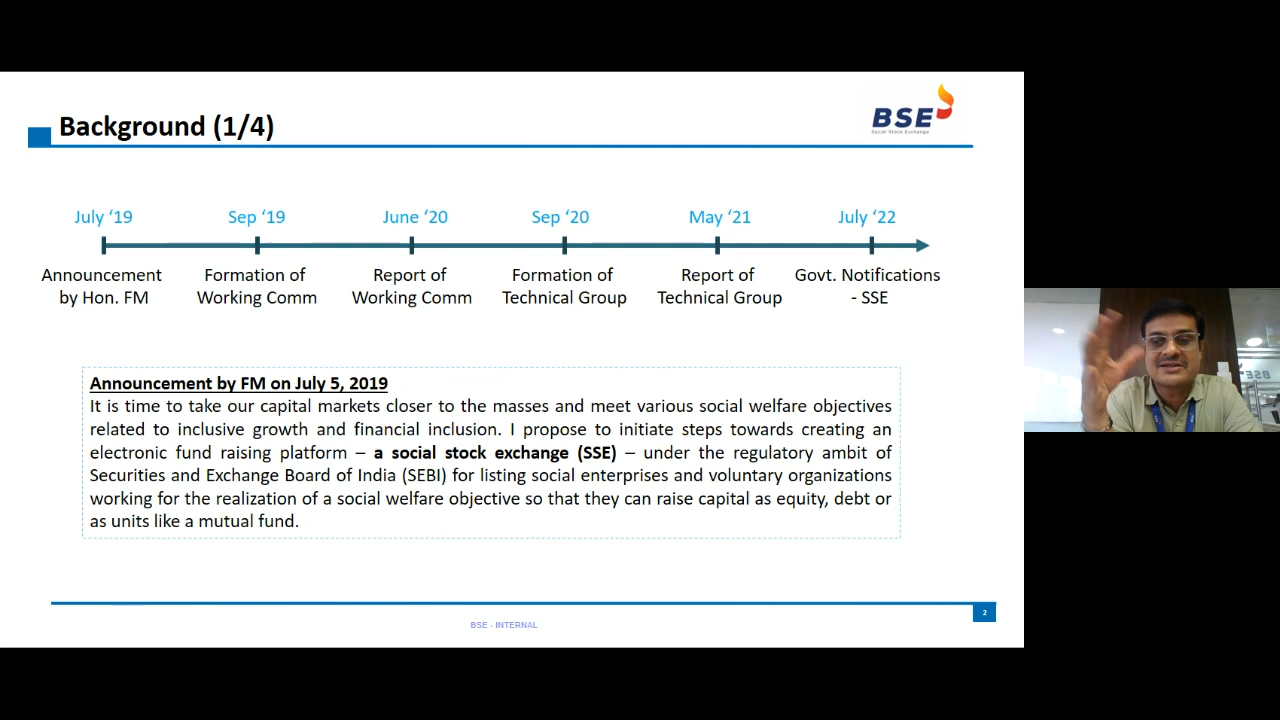 Background (1/4)
BSE
Social Stock Exchange
July ‘19
Sep ‘19
June ‘20
Sep ‘20
May ‘21
July ‘22
Announcement
by Hon. FM
Formation of
Working Comm
Report of
Working Comm
Formation of
Technical Group
Report of
Technical Group
Govt. Notifications
- SSE
Announcement by FM on July 5, 2019
It is time to take our capital markets closer to the masses and meet various social welfare objectives
related to inclusive growth and financial inclusion. I propose to initiate steps towards creating an
electronic fund raising platform – a social stock exchange (SSE) – under the regulatory ambit of
Securities and Exchange Board of India (SEBI) for listing social enterprises and voluntary organizations
working for the realization of a social welfare objective so that they can raise capital as equity, debt or
as units like a mutual fund.
BSE - INTERNAL
2
BSE